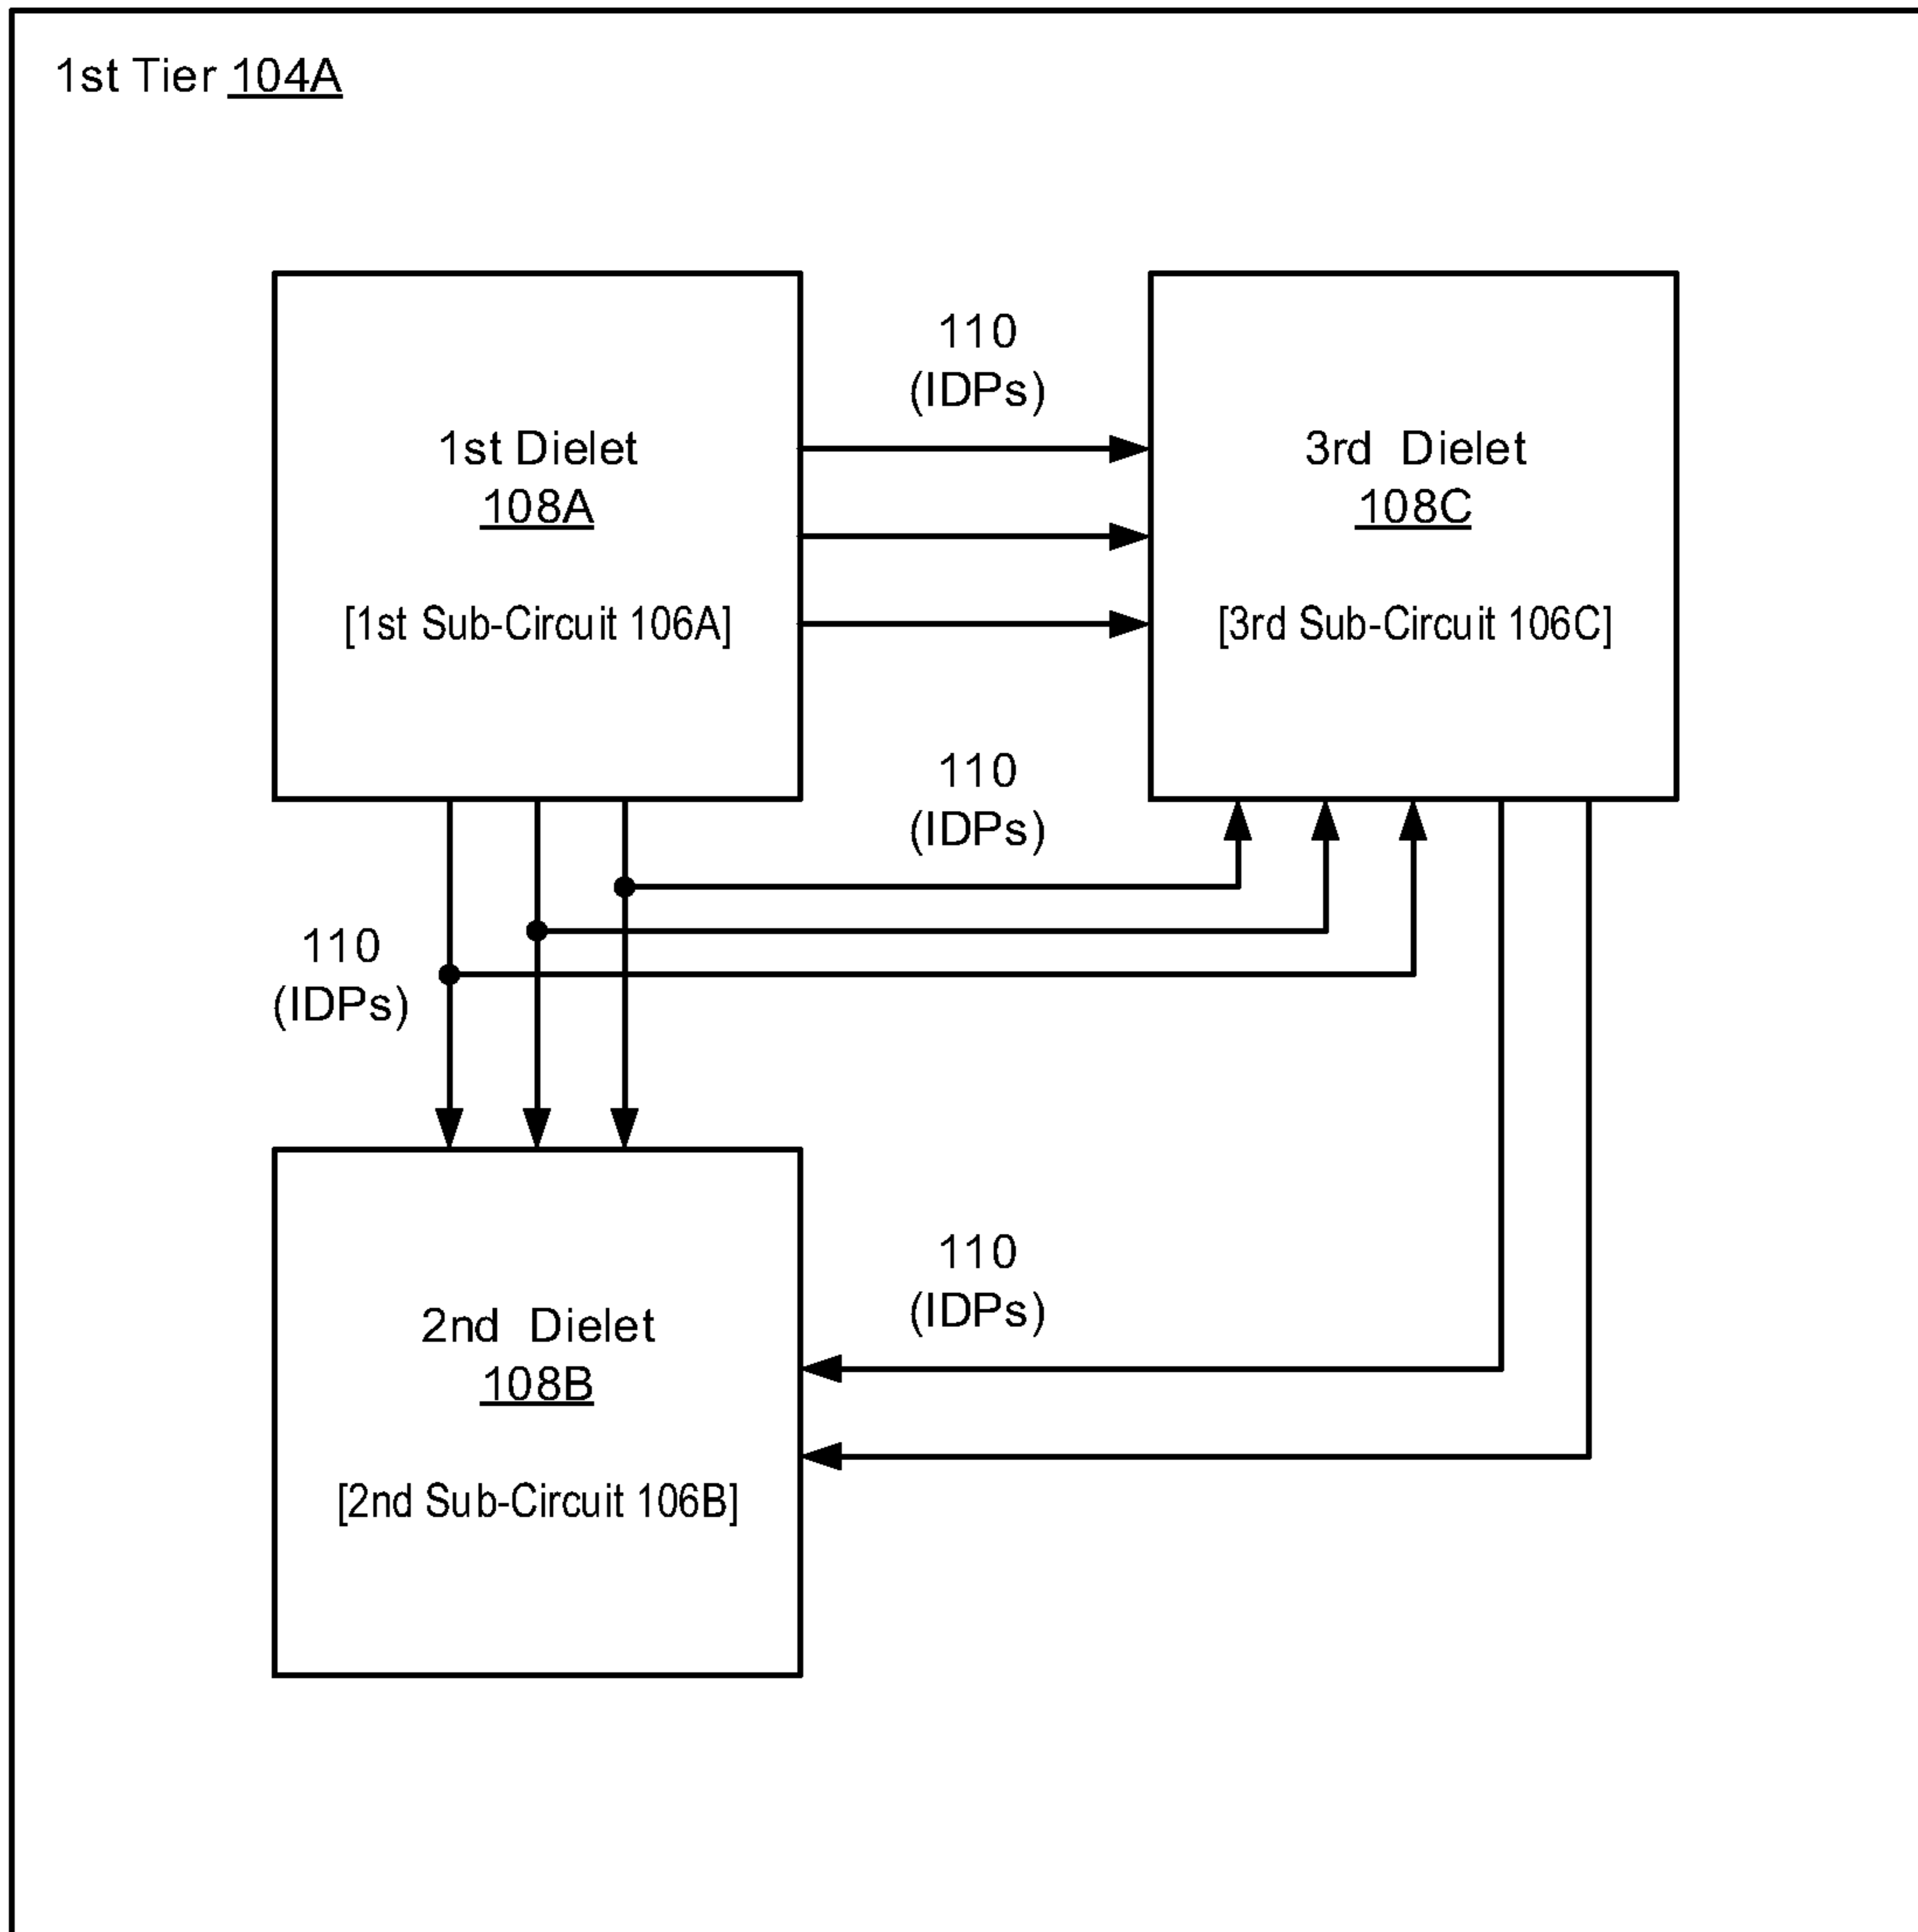 1st Tier 104A
110
(IDPs)
1st Dielet
108A
[1st Sub-Circuit 106A]
3rd Dielet
108C
[3rd Sub-Circuit 106C]
110
(IDPs)
110
(IDPs)
110
(IDPs)
2nd Dielet
108B
[2nd Sub-Circuit 106B]